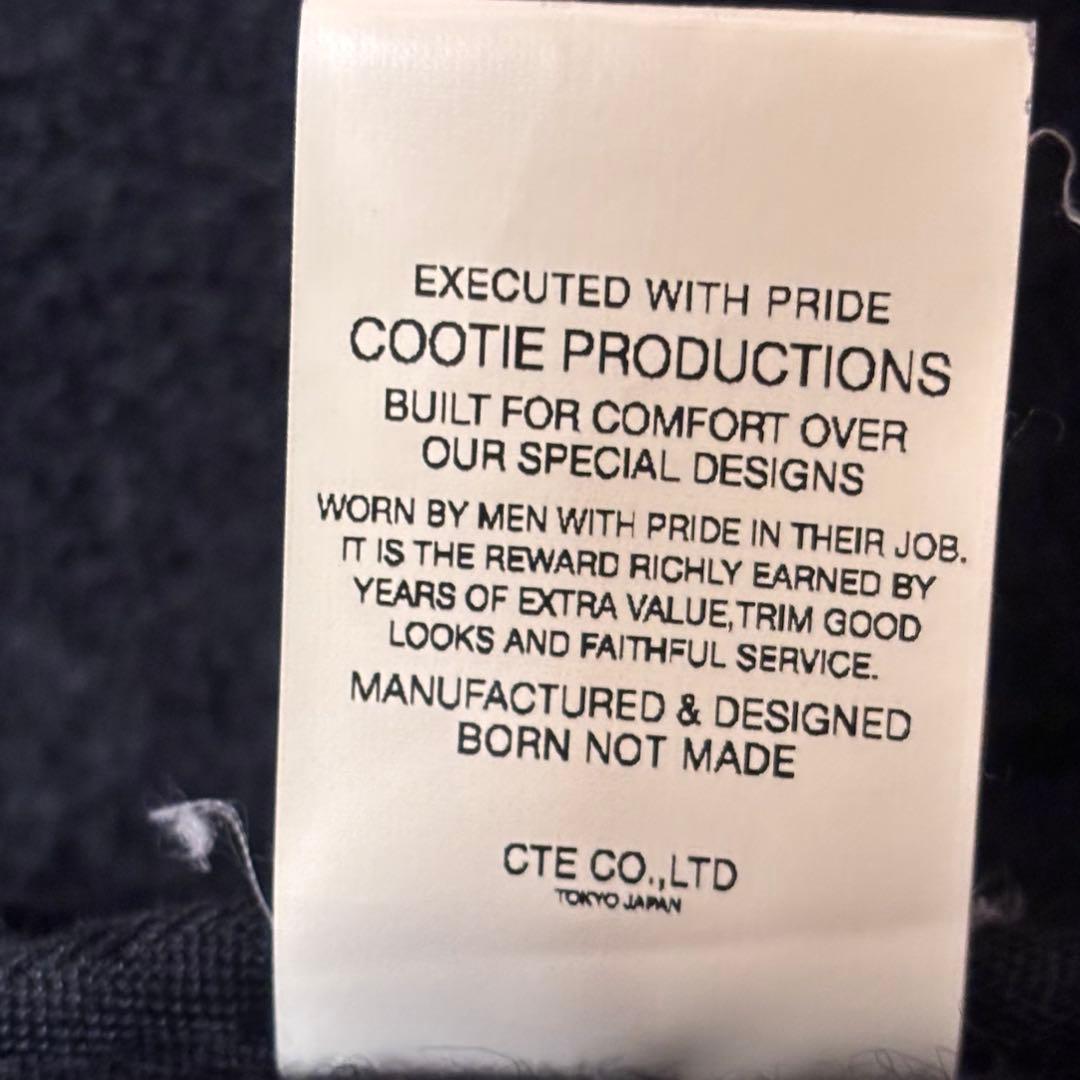 EXECUTED WITH PRIDE
COOTIE PRODUCTIONS
BUILT FOR COMFORT OVER
OUR SPECIAL DESIGNS
WORN BY MEN WITH PRIDE IN THEIR JOB.
IT IS THE REWARD RICHLY EARNED BY
YEARS OF EXTRA VALUE,TRIM GOOD
LOOKS AND FAITHFUL SERVICE.
MANUFACTURED & DESIGNED
BORN NOT MADE
CTE CO.,LTD
TOKYO JAPAN